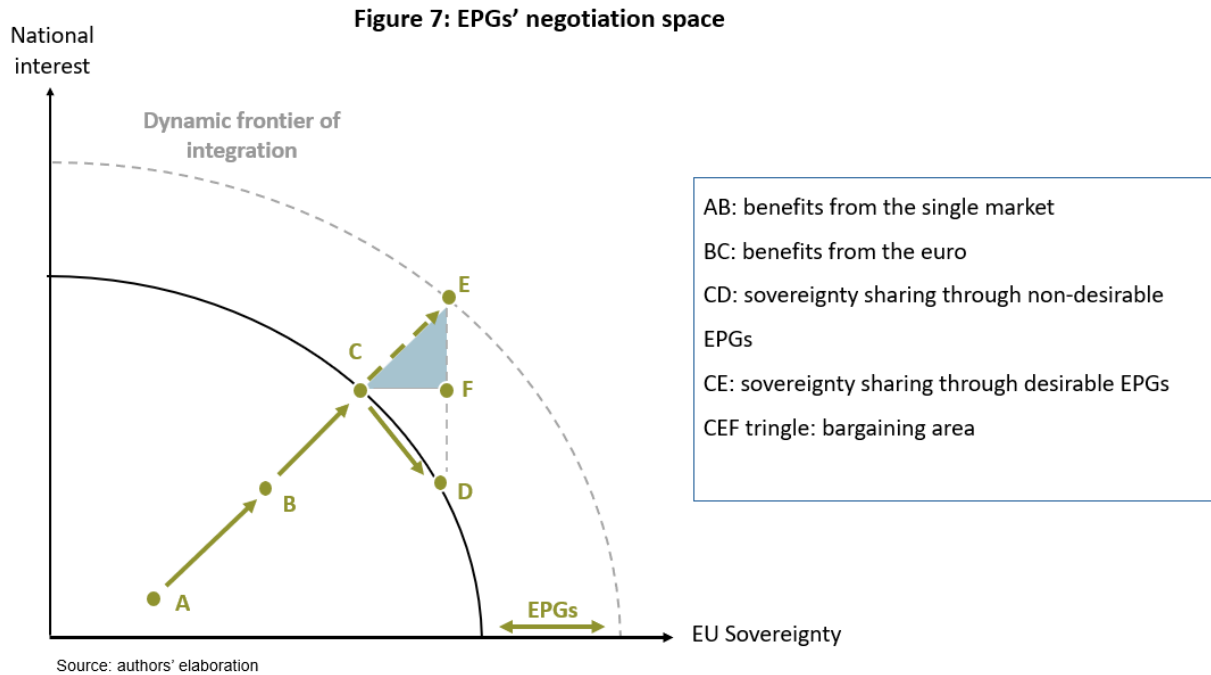 Figure 7: EPGs’ negotiation space
National
interest
Dynamic frontier of
integration
E
C
F
B
D
A
EPGs
EU Sovereignty
AB: benefits from the single market
BC: benefits from the euro
CD: sovereignty sharing through non-desirable
EPGs
CE: sovereignty sharing through desirable EPGs
CEF tringle: bargaining area
Source: authors’ elaboration